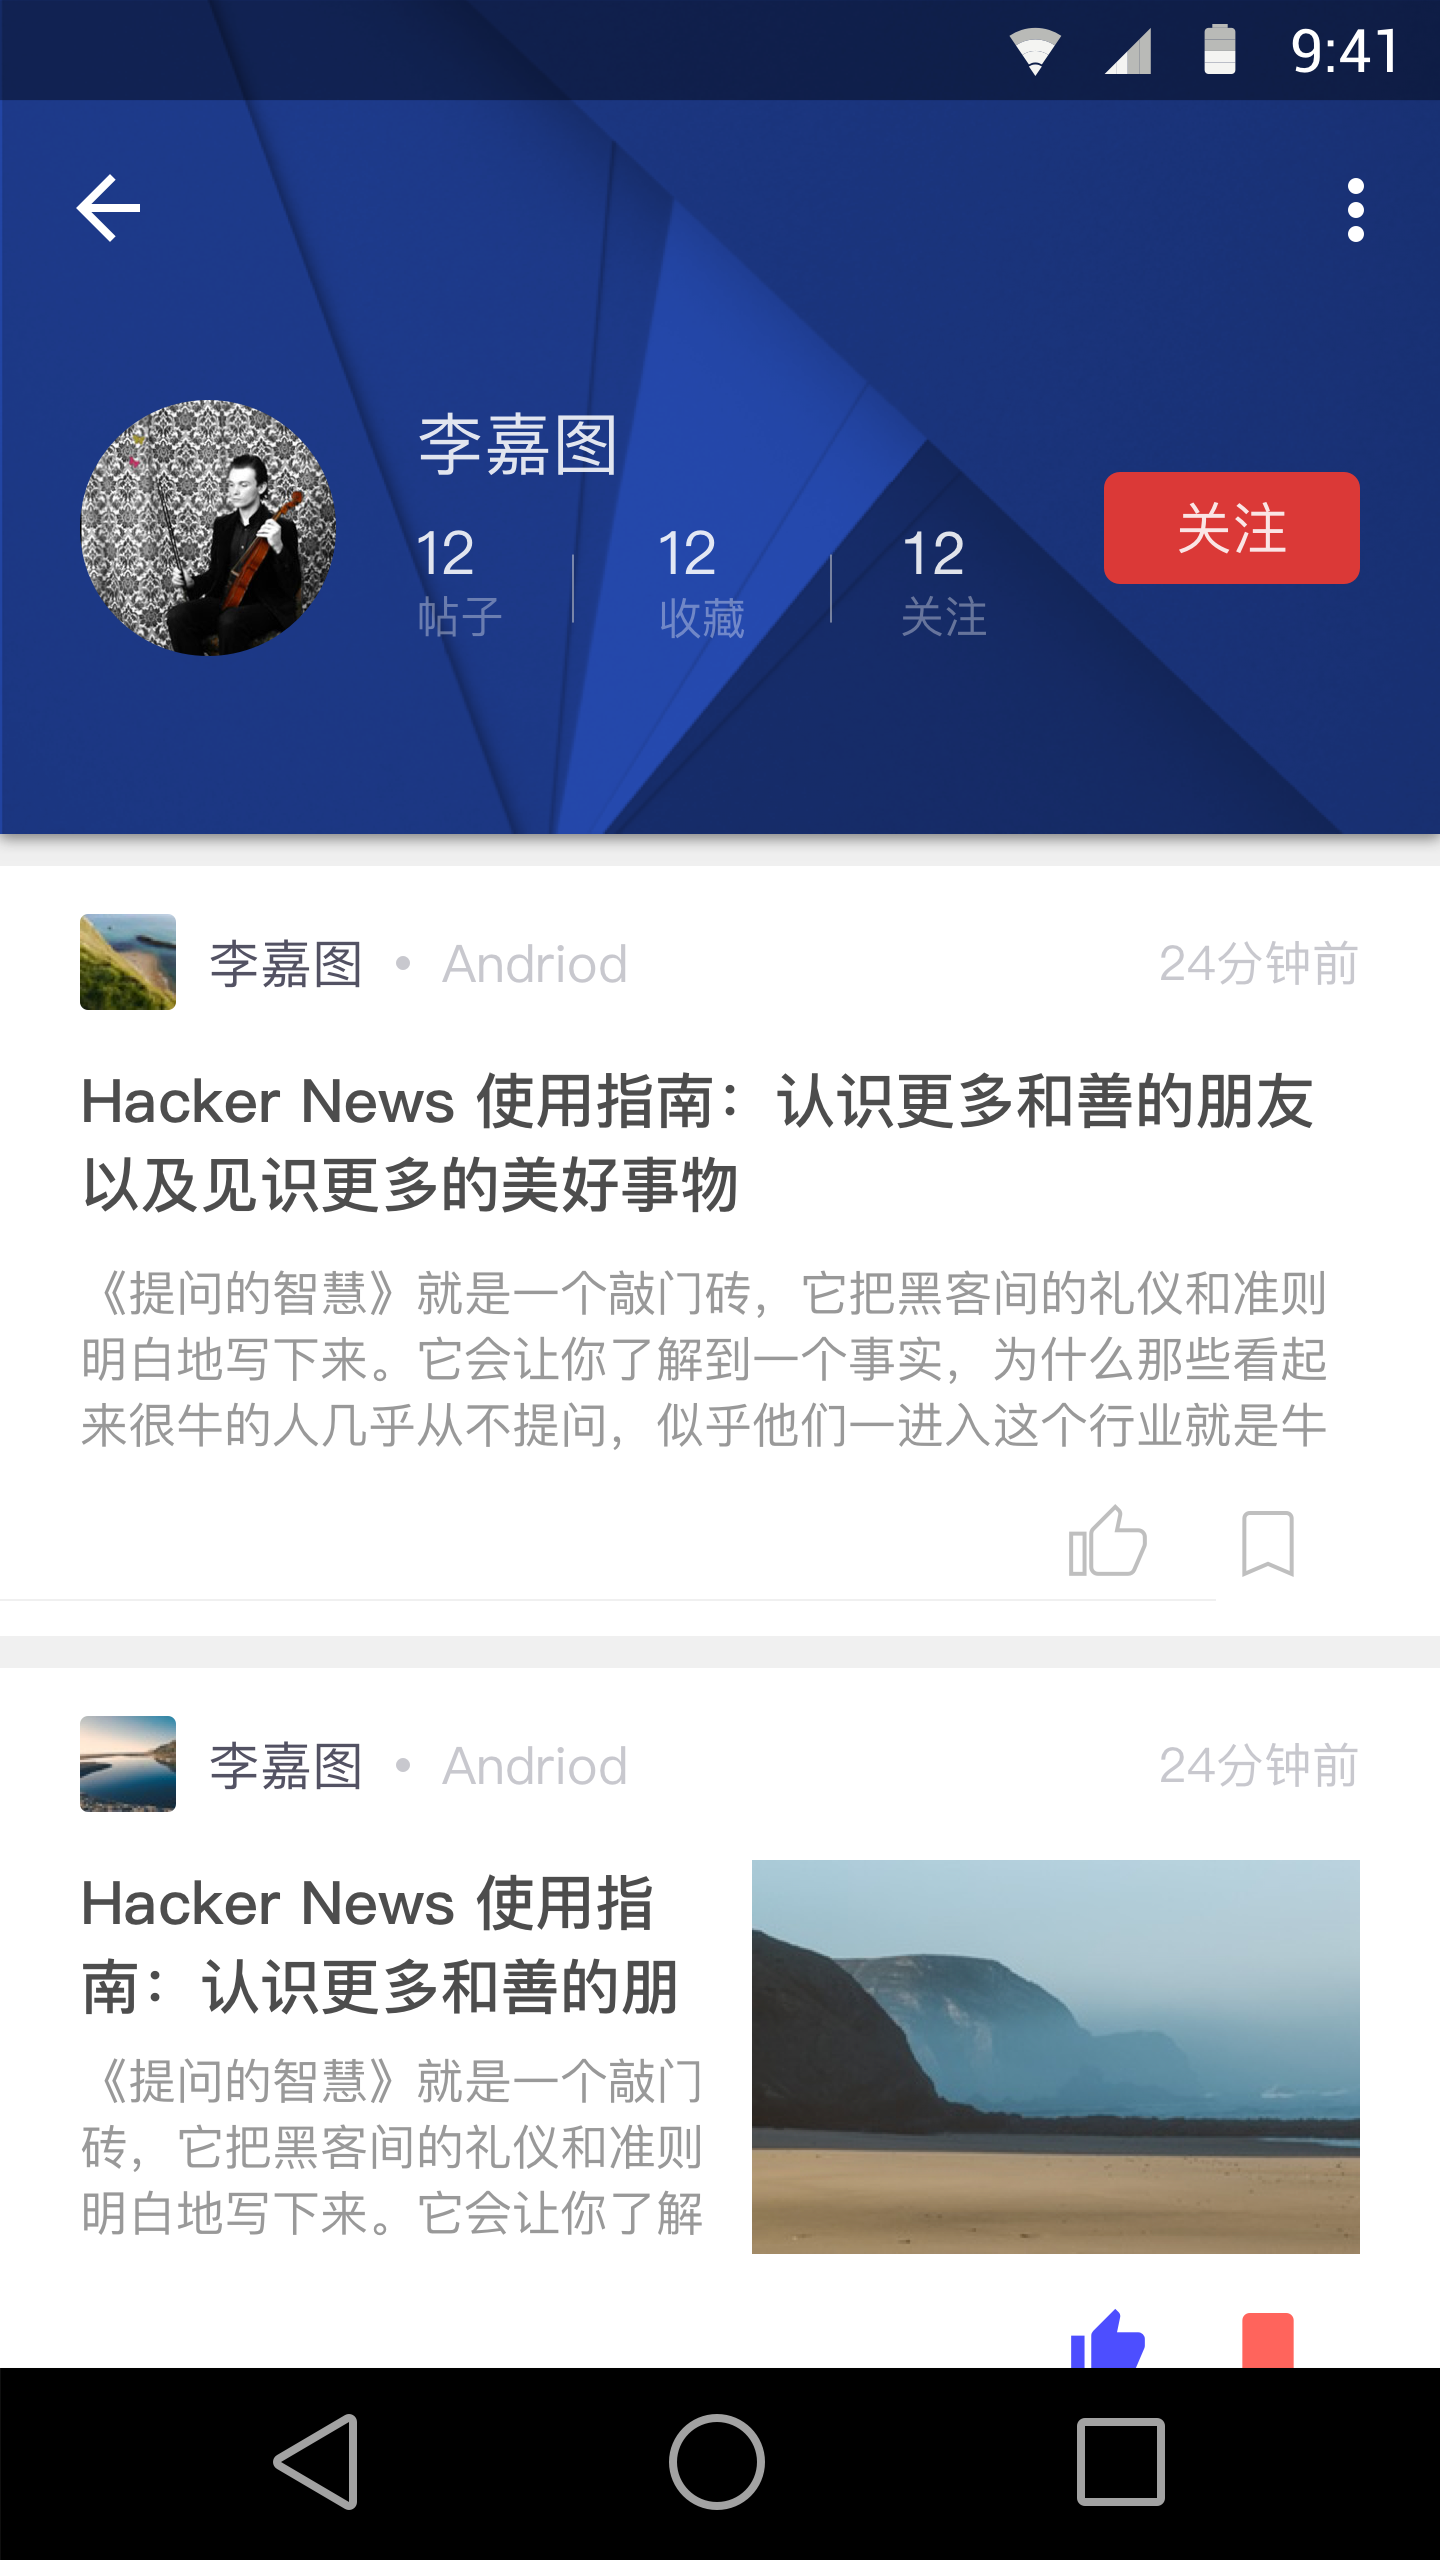 9:41
李嘉图
12
帖子
12
收藏
12
关注
关注
李嘉图 • Andriod
24分钟前
Hacker News 使用指南：认识更多和善的朋友
以及见识更多的美好事物
《提问的智慧》就是一个敲门砖，它把黑客间的礼仪和准则
明白地写下来。它会让你了解到一个事实，为什么那些看起
来很牛的人几乎从不提问，似乎他们一进入这个行业就是牛
李嘉图 • Andriod
24分钟前
Hacker News 使用指
南：认识更多和善的朋
《提问的智慧》就是一个敲门
砖，它把黑客间的礼仪和准则
明白地写下来。它会让你了解